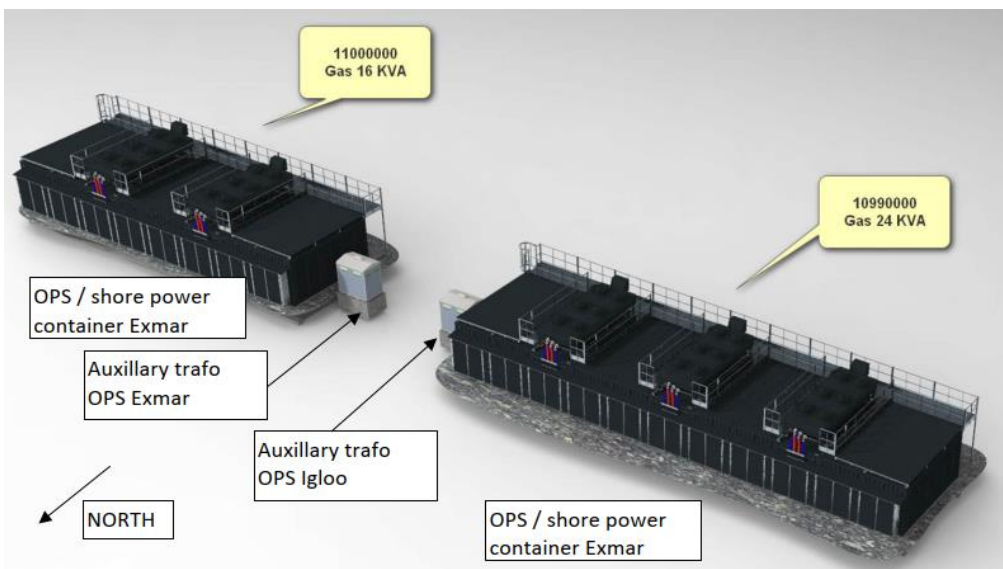 11000000
Gas 16 KVA
10990000
Gas 24 KVA
OPS / shore power
container Exmar
Auxillary trafo
OPS Exmar
Auxillary trafo
OPS Igloo
NORTH
OPS / shore power
container Exmar